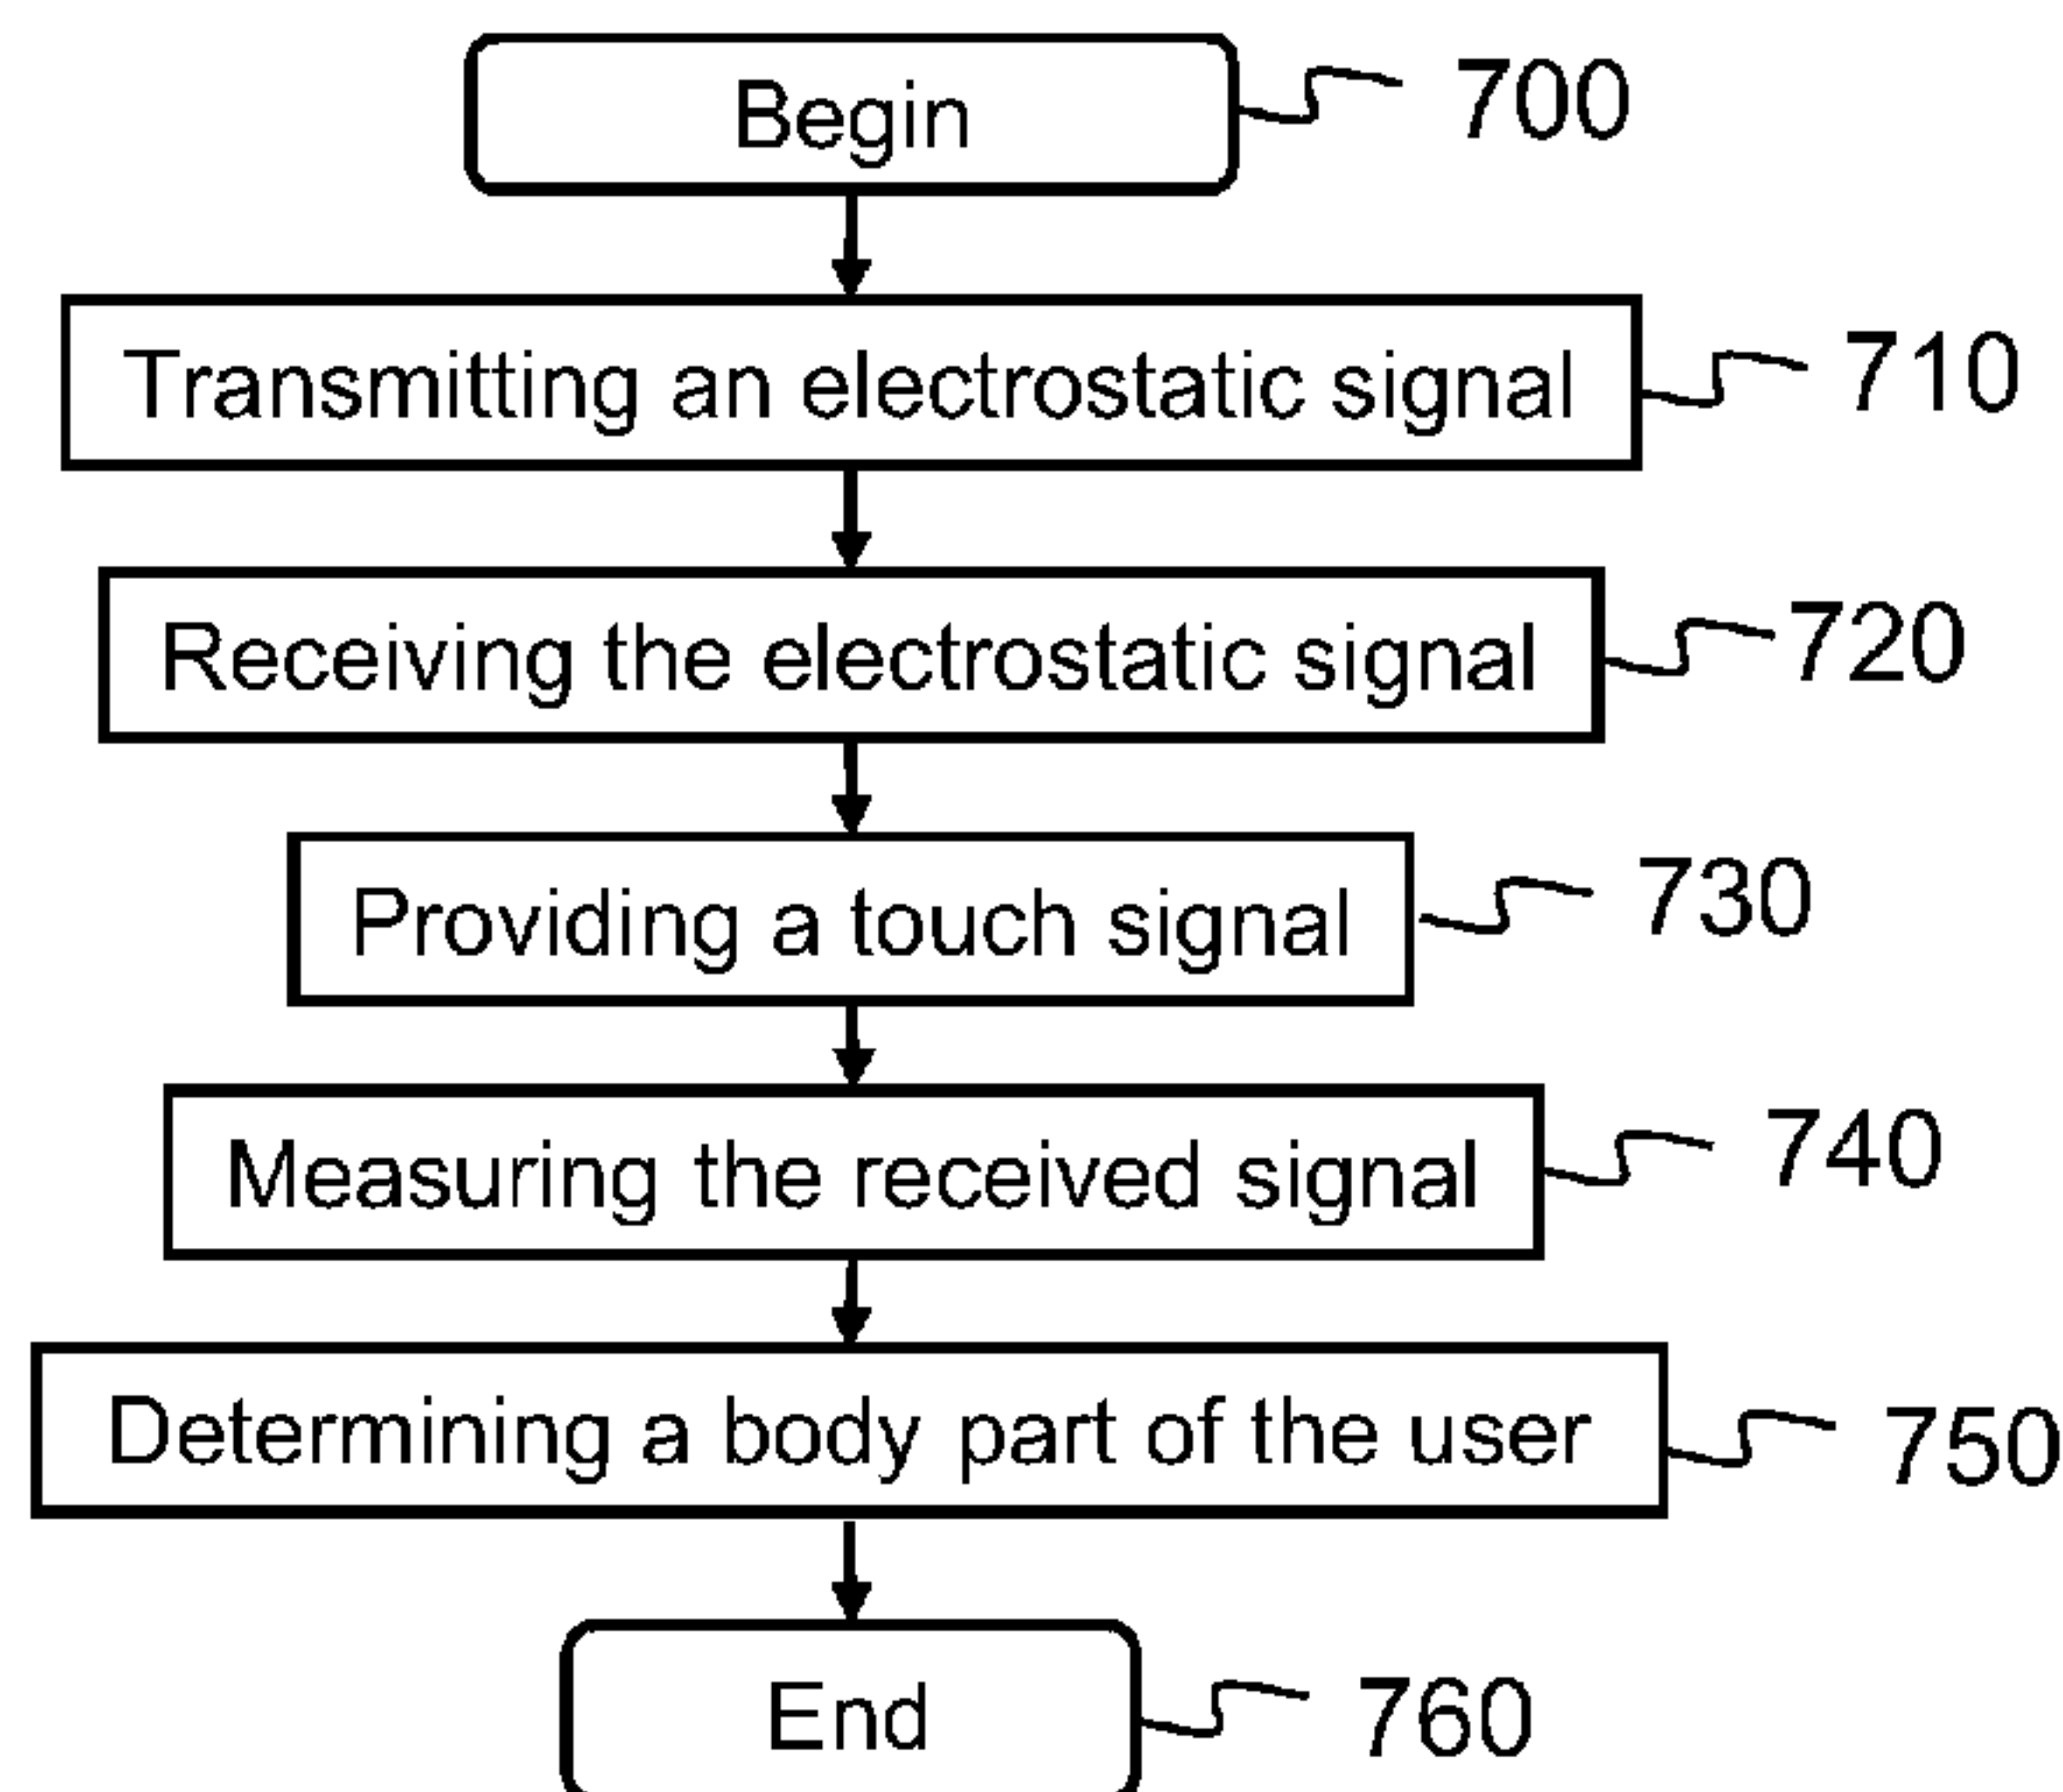 Begin 700
Transmitting an electrostatic signal 710
Receiving the electrostatic signal 720
Providing a touch signal 730
Measuring the received signal 740
Determining a body part of the user 750
End 760